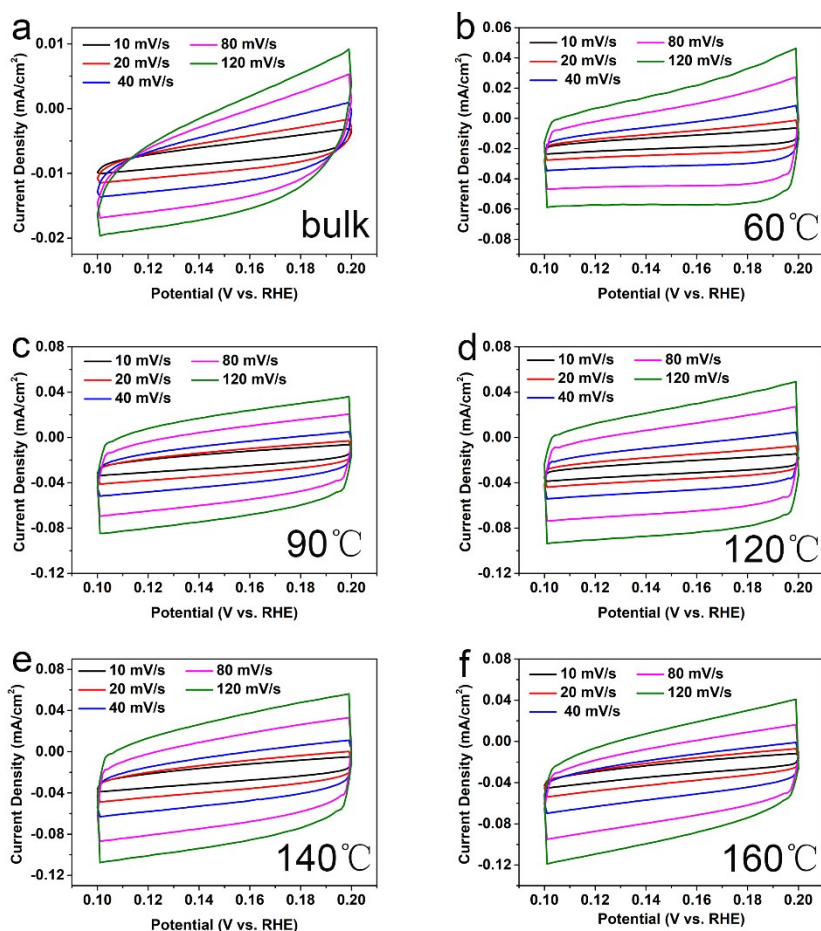 a
10 mV/s 80 mV/s
20 mV/s 120 mV/s
40 mV/s
0.01
0.00
-0.01
-0.02
Current Density (mA/cm²)
bulk
0.10 0.12 0.14 0.16 0.18 0.20
Potential (V vs. RHE)
b
10 mV/s 80 mV/s
20 mV/s 120 mV/s
40 mV/s
0.06
0.04
0.02
0.00
-0.02
-0.04
-0.06
-0.08
Current Density (mA/cm²)
60℃
0.10 0.12 0.14 0.16 0.18 0.20
Potential (V vs. RHE)
c
10 mV/s 80 mV/s
20 mV/s 120 mV/s
40 mV/s
0.08
0.04
0.00
-0.04
-0.08
-0.12
Current Density (mA/cm²)
90℃
0.10 0.12 0.14 0.16 0.18 0.20
Potential (V vs. RHE)
d
10 mV/s 80 mV/s
20 mV/s 120 mV/s
40 mV/s
0.08
0.04
0.00
-0.04
-0.08
-0.12
Current Density (mA/cm²)
120℃
0.10 0.12 0.14 0.16 0.18 0.20
Potential (V vs. RHE)
e
10 mV/s 80 mV/s
20 mV/s 120 mV/s
40 mV/s
0.08
0.04
0.00
-0.04
-0.08
-0.12
Current Density (mA/cm²)
140℃
0.10 0.12 0.14 0.16 0.18 0.20
Potential (V vs. RHE)
f
10 mV/s 80 mV/s
20 mV/s 120 mV/s
40 mV/s
0.08
0.04
0.00
-0.04
-0.08
-0.12
Current Density (mA/cm²)
160℃
0.10 0.12 0.14 0.16 0.18 0.20
Potential (V vs. RHE)